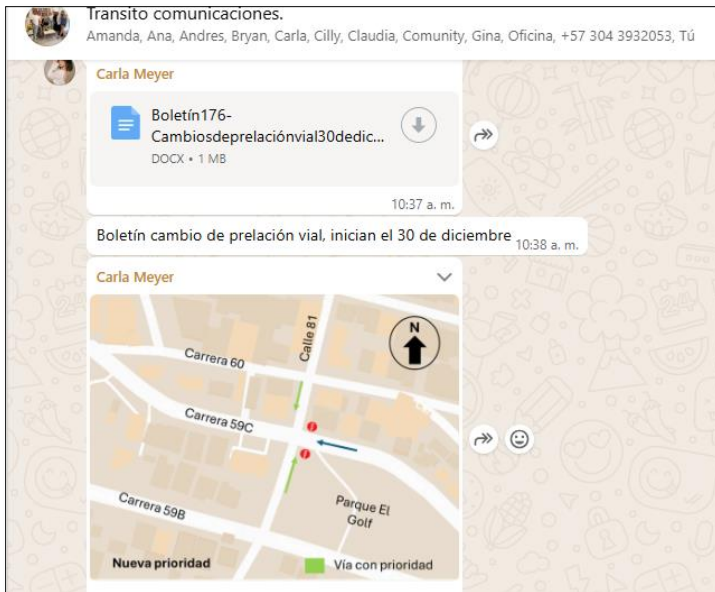 Transito comunicaciones.
Amanda, Ana, Andres, Bryan, Carla, Cilly, Claudia, Comunity, Gina, Oficina, +57 304 3932053, Tú
Carla Meyer
Boletín176-
Cambiosdeprelaciónvial30dedic...
DOCX • 1 MB
10:37 a. m.
Boletín cambio de prelación vial, inician el 30 de diciembre
10:38 a. m.
Carla Meyer
N
Calle 81
Carrera 60
Carrera 59C
Carrera 59B
Parque El
Golf
Nueva prioridad
Vía con prioridad